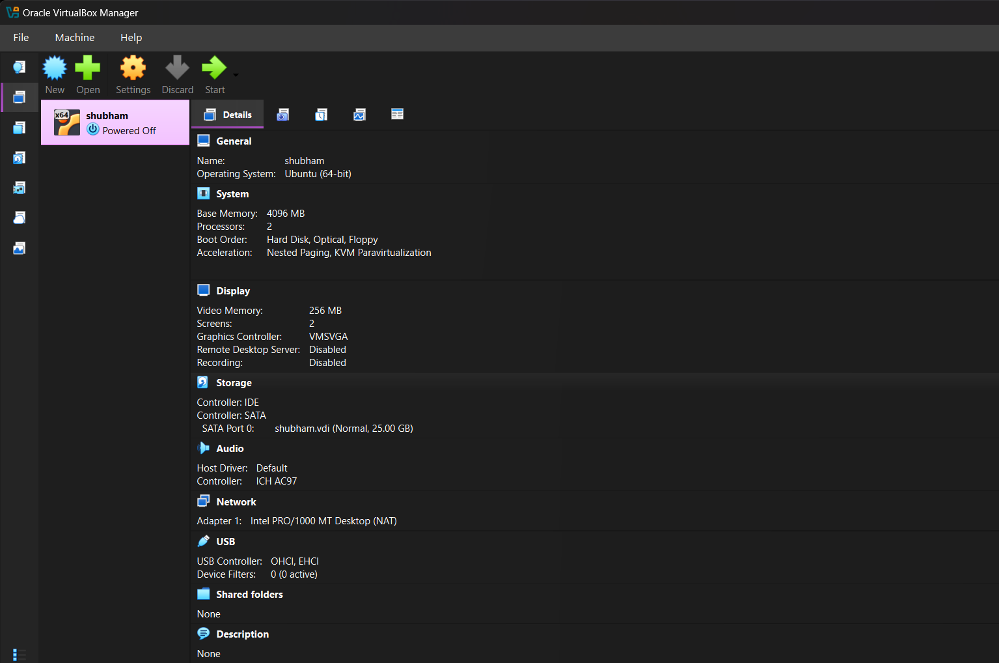 Oracle VirtualBox Manager
File Machine Help
New Open Settings Discard Start
x64 shubham
Powered Off
Details
General
Name: shubham
Operating System: Ubuntu (64-bit)
System
Base Memory: 4096 MB
Processors: 2
Boot Order: Hard Disk, Optical, Floppy
Acceleration: Nested Paging, KVM Paravirtualization
Display
Video Memory: 256 MB
Screens: 2
Graphics Controller: VMSVGA
Remote Desktop Server: Disabled
Recording: Disabled
Storage
Controller: IDE
Controller: SATA
SATA Port 0: shubham.vdi (Normal, 25.00 GB)
Audio
Host Driver: Default
Controller: ICH AC97
Network
Adapter 1: Intel PRO/1000 MT Desktop (NAT)
USB
USB Controller: OHCI, EHCI
Device Filters: 0 (0 active)
Shared folders
None
Description
None